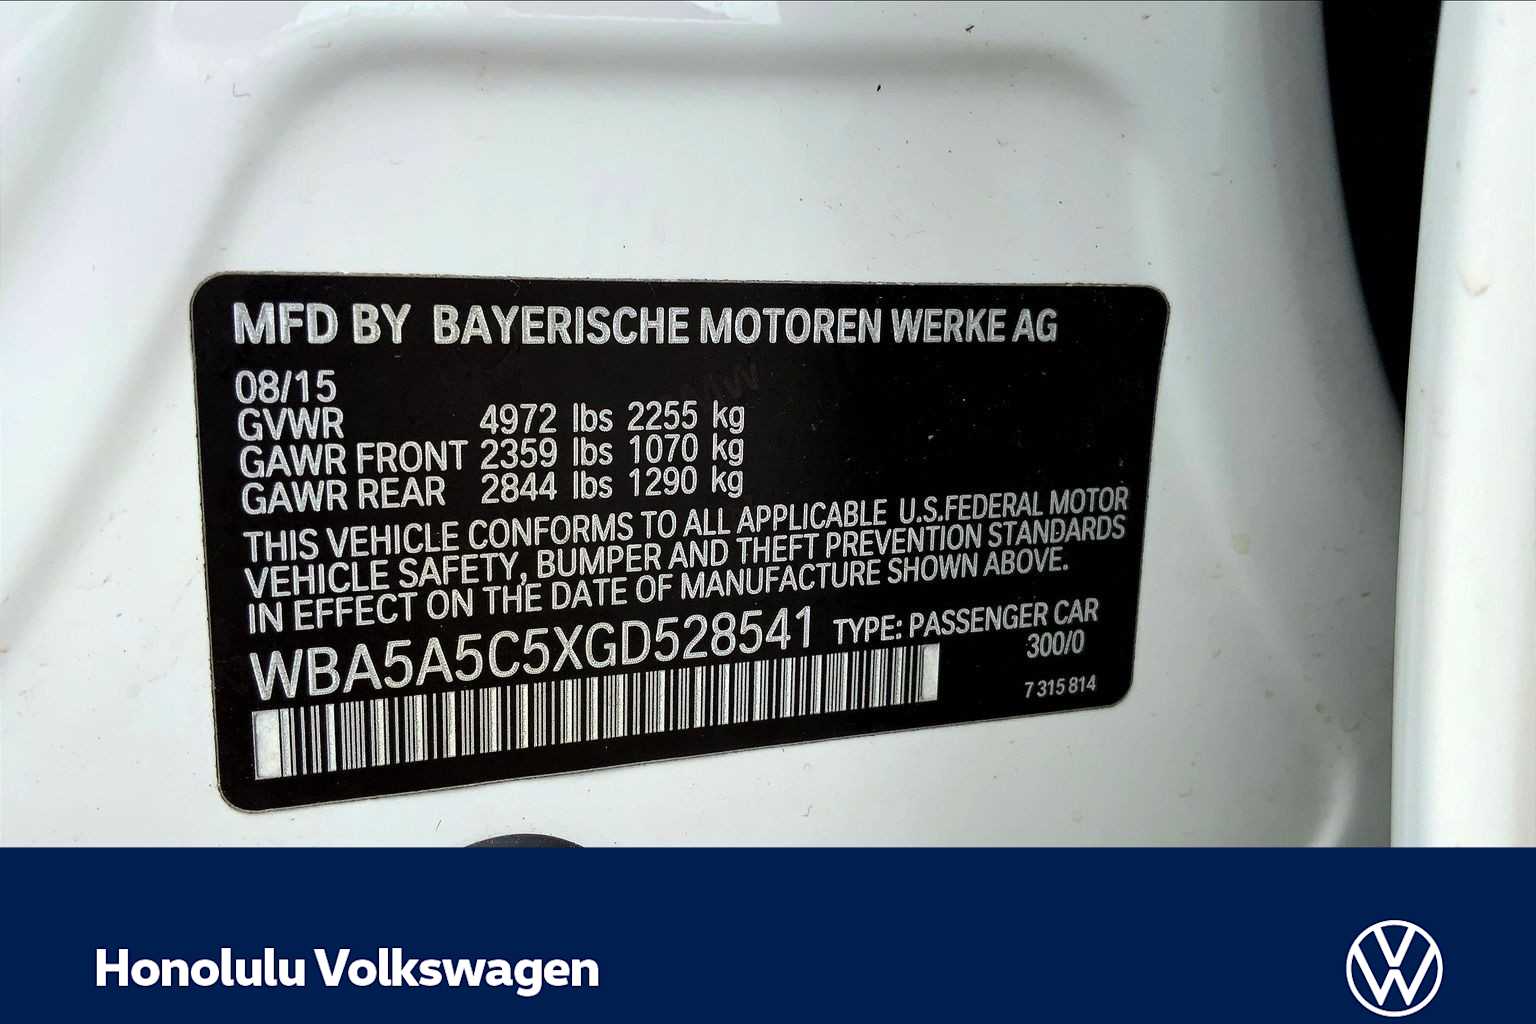 MFD BY BAYERISCHE MOTOREN WERKE AG
08/15
GVWR 4972 lbs 2255 kg
GAWR FRONT 2359 lbs 1070 kg
GAWR REAR 2844 lbs 1290 kg
THIS VEHICLE CONFORMS TO ALL APPLICABLE U.S.FEDERAL MOTOR
VEHICLE SAFETY, BUMPER AND THEFT PREVENTION STANDARDS
IN EFFECT ON THE DATE OF MANUFACTURE SHOWN ABOVE.
WBA5A5C5XGD528541 TYPE: PASSENGER CAR
300/0
7 315 814
Honolulu Volkswagen